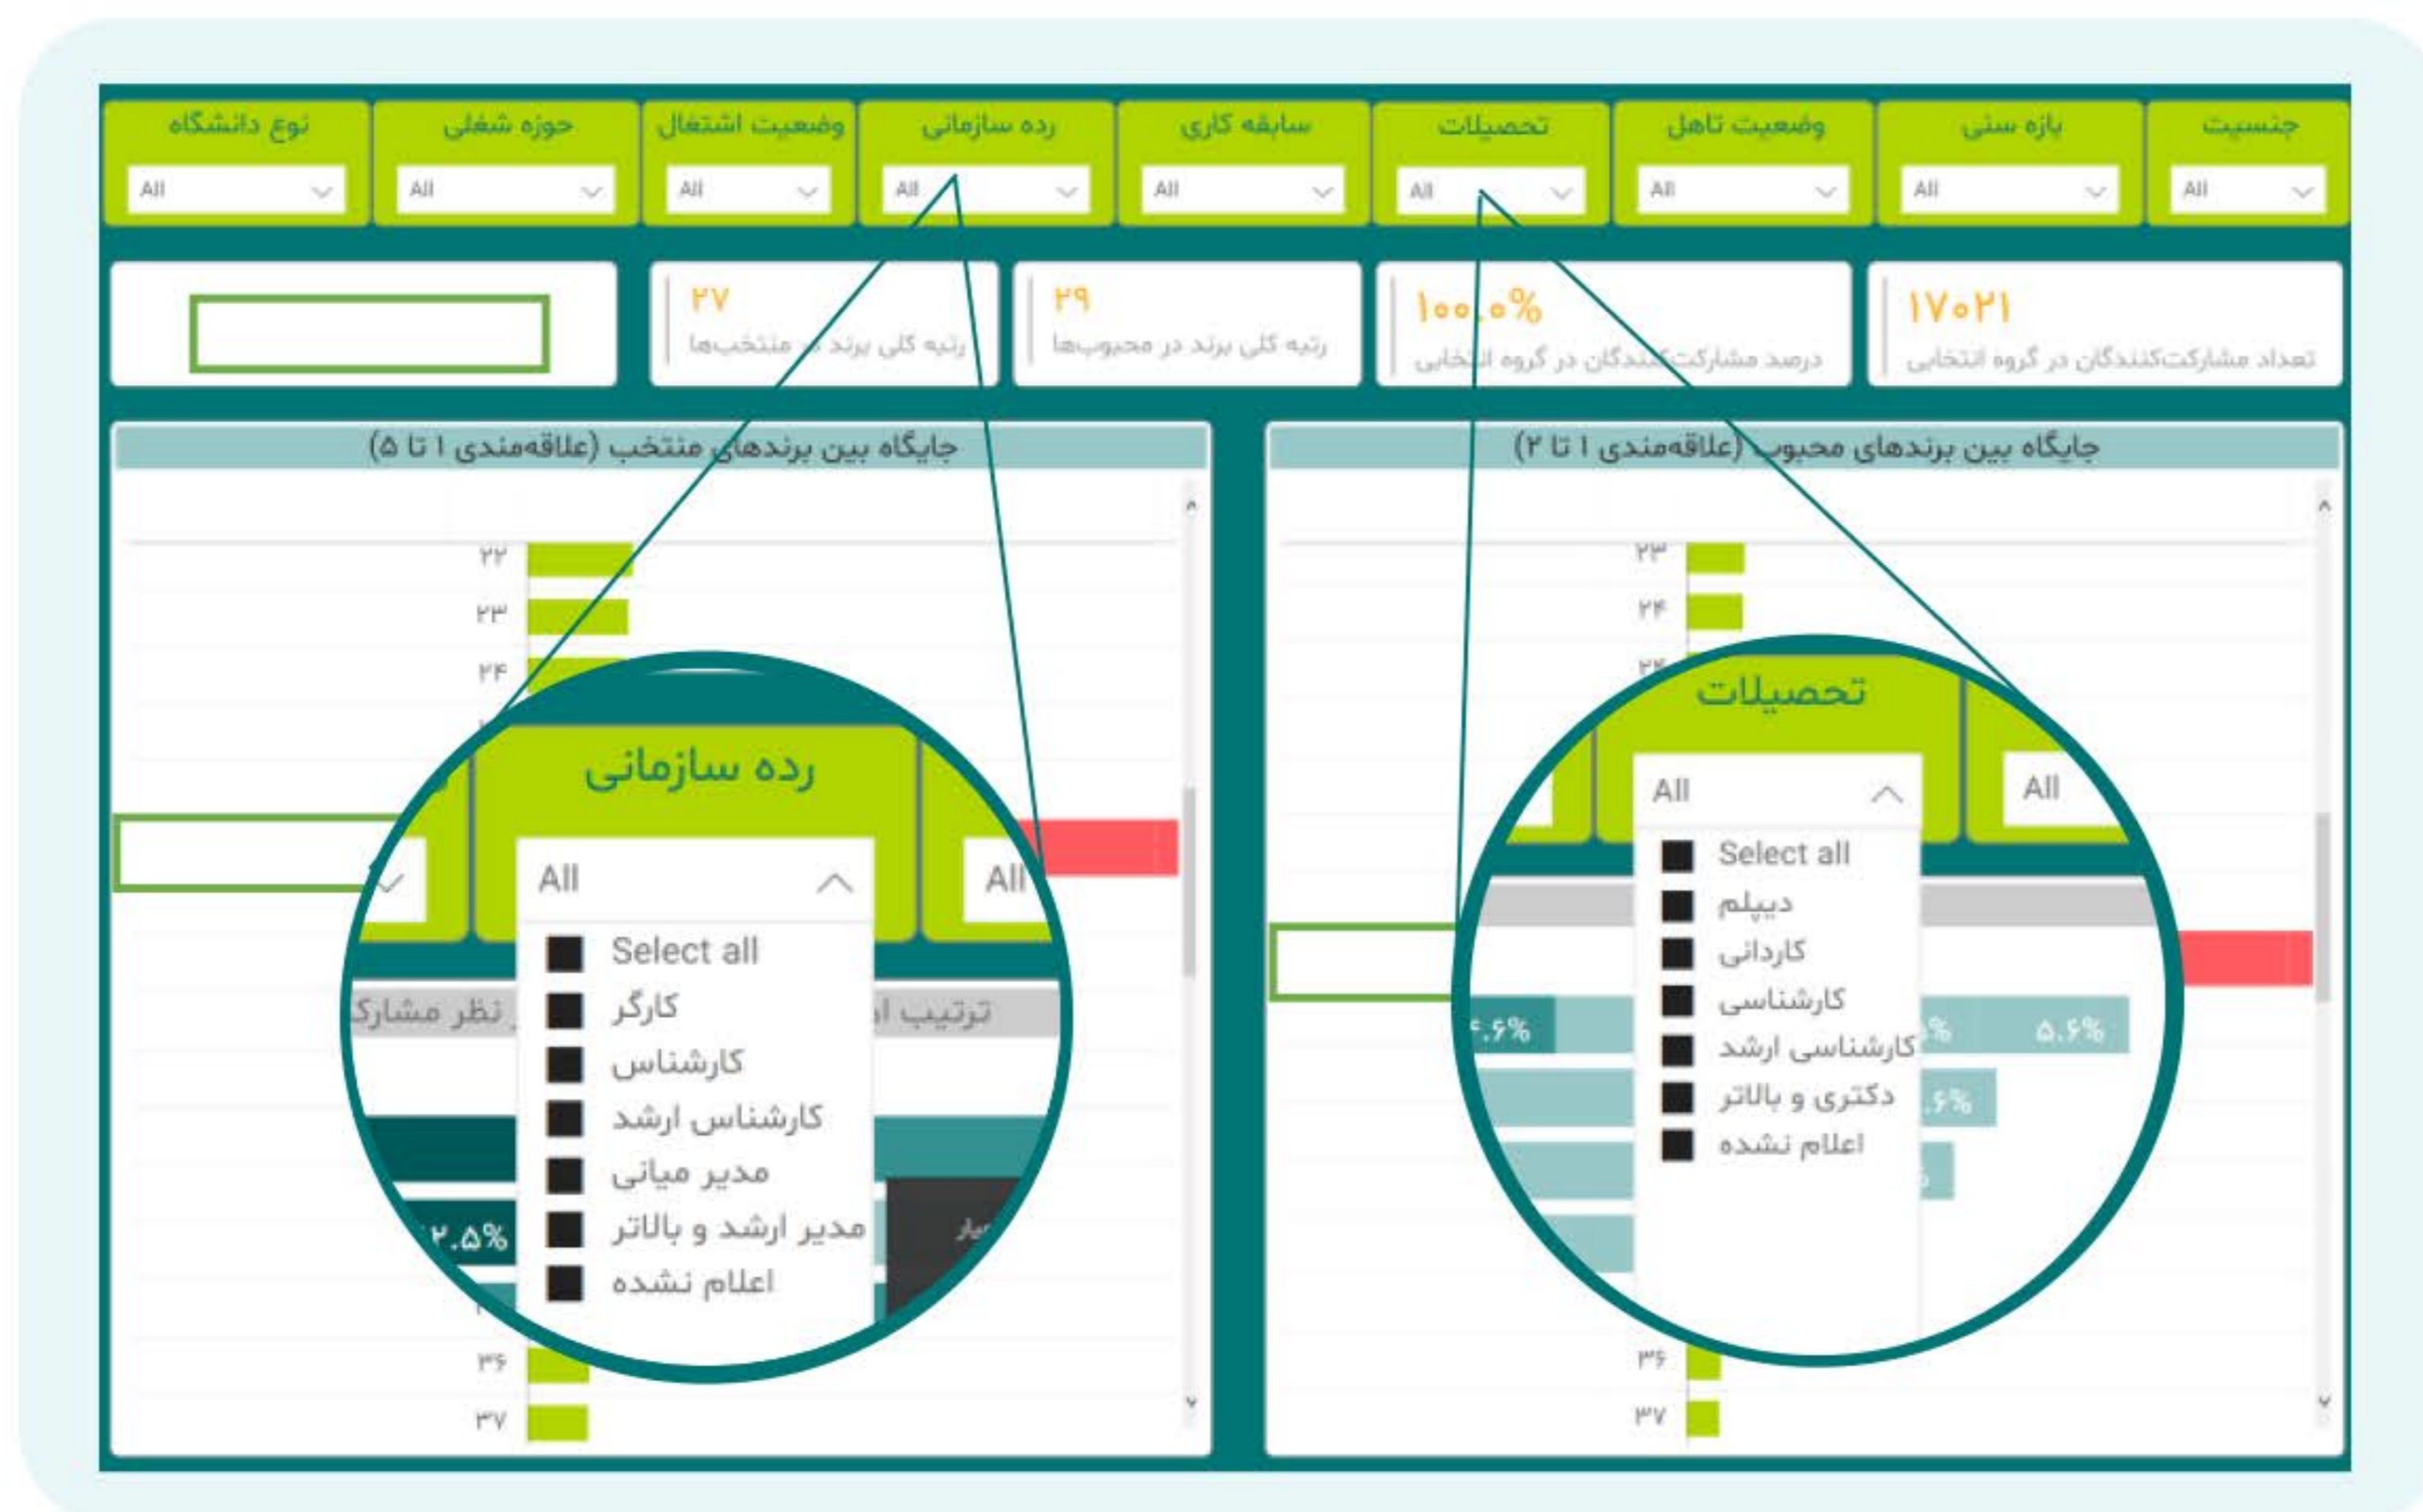 جنسیت
All
بازه سنی
All
وضعیت تاهل
All
تحصیلات
All
سابقه کاری
All
رده سازمانی
All
وضعیت اشتغال
All
حوزه شغلی
All
نوع دانشگاه
All
۱۷۰۲۱
تعداد مشارکت‌کنندگان در گروه انتخابی
۱۰۰.۰%
درصد مشارکت‌کنندگان در گروه انتخابی
۲۹
رتبه کلی برند در محبوب‌ها
۲۷
رتبه کلی برند در منتخب‌ها
جایگاه بین برندهای محبوب (علاقه‌مندی ۱ تا ۲)
۲۳
۲۴
تحصیلات
All
All
Select all
دیپلم
کاردانی
کارشناسی
کارشناسی ارشد
دکتری و بالاتر
اعلام نشده
۵.۶%
۳۶
۳۷
جایگاه بین برندهای منتخب (علاقه‌مندی ۱ تا ۵)
۲۲
۲۳
۲۴
رده سازمانی
All
All
Select all
کارگر
کارشناس
کارشناس ارشد
مدیر میانی
مدیر ارشد و بالاتر
اعلام نشده
ترتیب
نظر
۲.۵%
۳۶
۳۷